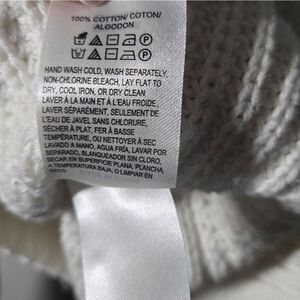 100% COTTON/ COTON/
ALGODON
HAND WASH COLD, WASH SEPARATELY,
NON-CHLORINE BLEACH, LAY FLAT TO
DRY, COOL IRON, OR DRY CLEAN
LAVER À LA MAIN ET À L'EAU FROIDE,
LAVER SÉPARÉMENT, SEULEMENT DE
L'EAU DE JAVEL SANS CHLORURE,
SÉCHER À PLAT, FER À BASSE
TEMPÉRATURE, OU NETTOYER À SEC
LAVADO A MANO, AGUA FRÍA, LAVAR POR
SEPARADO, BLANQUEADOR SIN CLORO,
SECAR EN SUPERFICIE PLANA, PLANCHA,
A TEMPERATURA BAJA, O LIMPIAR EN
SECO